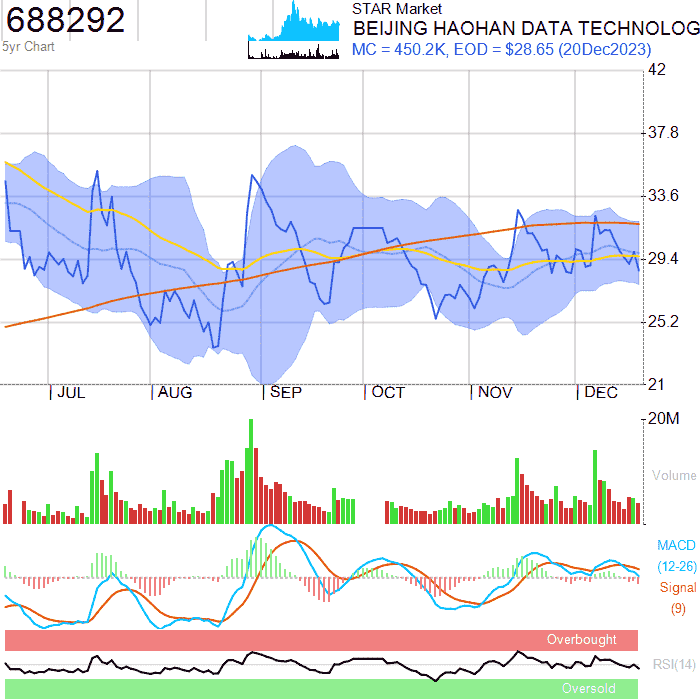 688292
5yr Chart
STAR Market
BEIJING HAOHAN DATA TECHNOLOG
MC = 450.2K, EOD = $28.65 (20Dec2023)
42
37.8
33.6
29.4
25.2
21
JUL
AUG
SEP
OCT
NOV
DEC
20M
Volume
MACD
(12-26)
Signal
(9)
Overbought
RSI(14)
Oversold